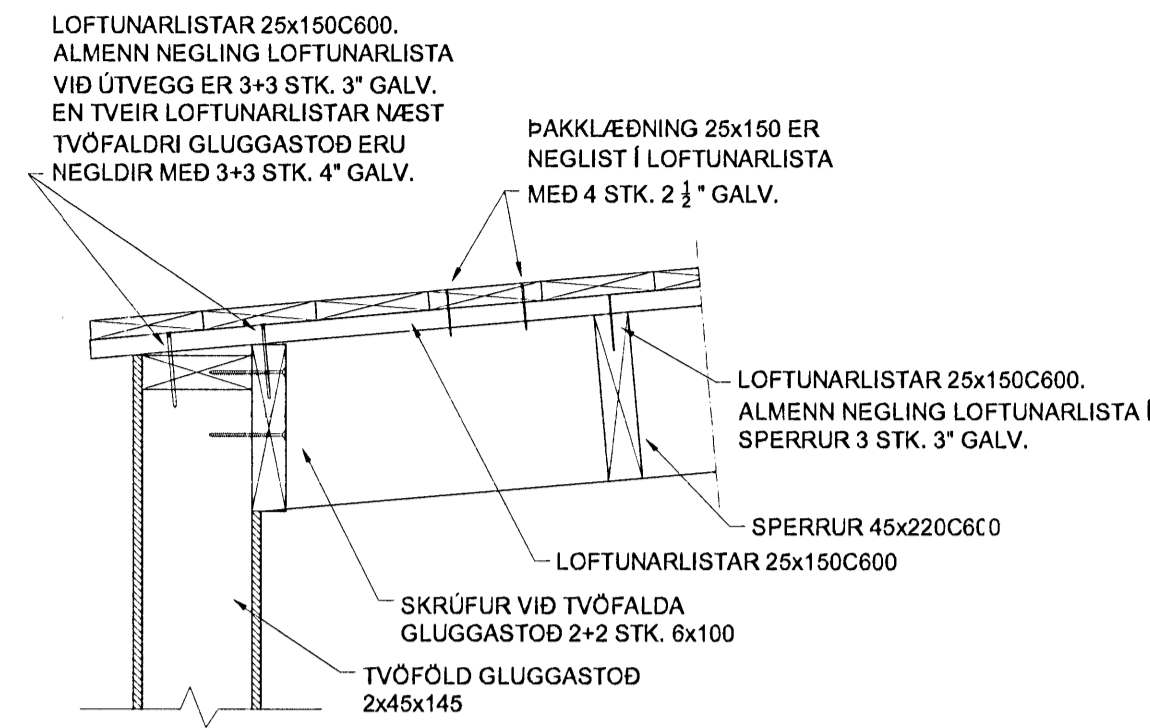 LOFTUNARLISTAR 25x150C600.
ALMENN NEGLING LOFTUNARLISTA
VIÐ ÚTVEGG ER 3+3 STK. 3" GALV.
EN TVEIR LOFTUNARLISTAR NÆST
TVÖFALDRI GLUGGASTOÐ ERU
NEGLDIR MEÐ 3+3 STK. 4" GALV.
ÞAKKLÆÐNING 25x150 ER
NEGLIST Í LOFTUNARLISTA
MEÐ 4 STK. 2 ½ " GALV.
LOFTUNARLISTAR 25x150C600.
ALMENN NEGLING LOFTUNARLISTA Í
SPERRUR 3 STK. 3" GALV.
SPERRUR 45x220C600
LOFTUNARLISTAR 25x150C600
SKRÚFUR VIÐ TVÖFALDA
GLUGGASTOÐ 2+2 STK. 6x100
TVÖFÖLD GLUGGASTOÐ
2x45x145